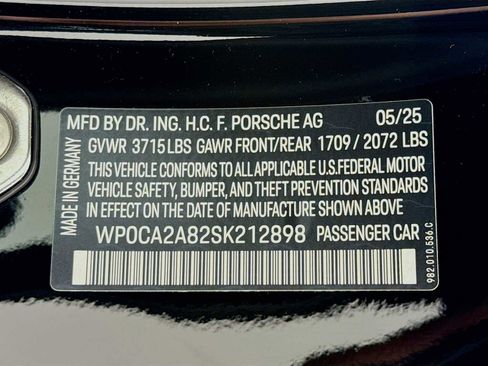 MFD BY DR. ING. H.C. F. PORSCHE AG 05/25
GVWR 3715 LBS GAWR FRONT/REAR 1709 / 2072 LBS
THIS VEHICLE CONFORMS TO ALL APPLICABLE U.S.FEDERAL MOTOR
VEHICLE SAFETY, BUMPER, AND THEFT PREVENTION STANDARDS
IN EFFECT ON THE DATE OF MANUFACTURE SHOWN ABOVE.
WP0CA2A82SK212898 PASSENGER CAR
MADE IN GERMANY
982.010.536.C